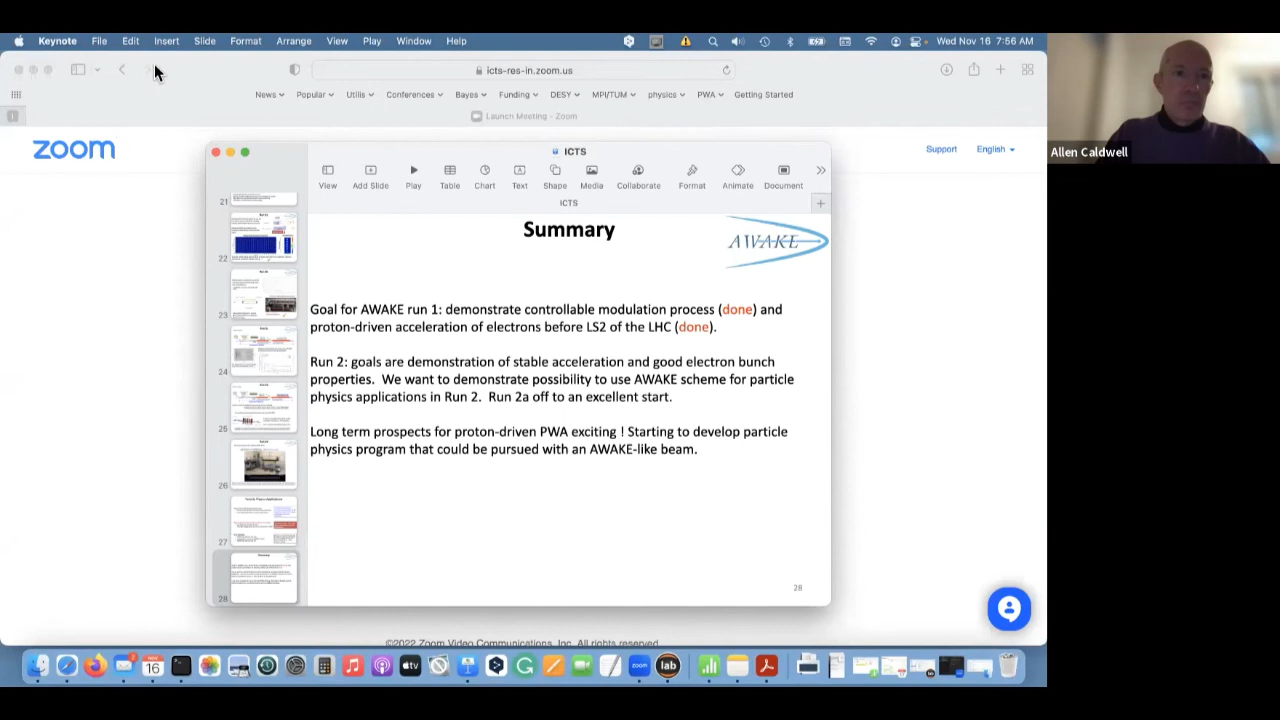 Keynote File Edit Insert Slide Format Arrange View Play Window Help
Wed Nov 16 7:56 AM
icts-res-in.zoom.us
News Popular Utilis Conferences Bayes Funding DESY MPI/TUM physics PWA Getting Started
Launch Meeting - Zoom
zoom
Support English
ICTS
View Add Slide Play Table Chart Text Shape Media Collaborate Format Animate Document
ICTS
Summary
AWAKE
Goal for AWAKE run 1:demonstrate controllable modulation process (done) and
proton-driven acceleration of electrons before LS2 of the LHC (done).
Run 2: goals are demonstration of stable acceleration and good electron bunch
properties. We want to demonstrate possibility to use AWAKE scheme for particle
physics applications in Run 2. Run 2a off to an excellent start.
Long term prospects for proton-driven PWA exciting ! Starting to develop particle
physics program that could be pursued with an AWAKE-like beam.
28
21
22
23
24
25
26
27
28
©2022 Zoom Video Communications, Inc. All rights reserved.
NOV
16
tv
zoom
lab
Allen Caldwell